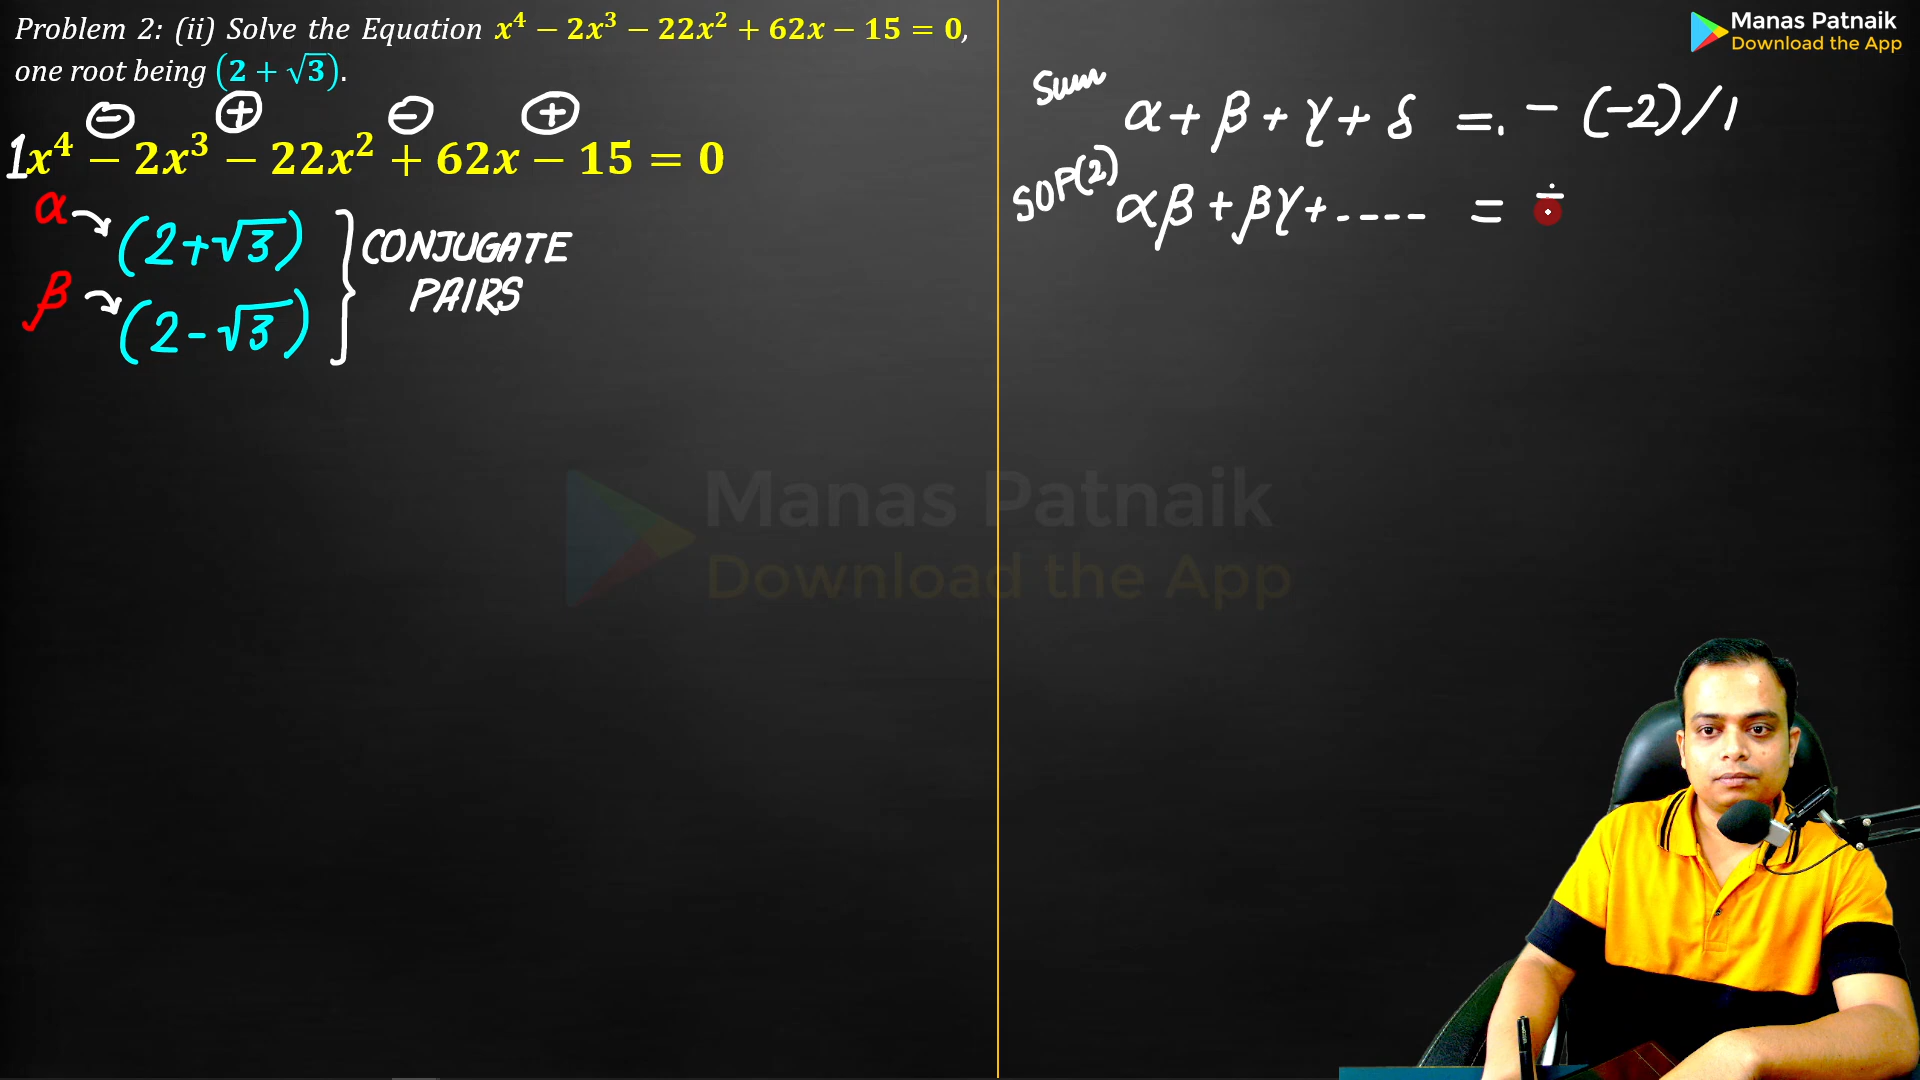 Problem 2: (ii) Solve the Equation x⁴ − 2x³ − 22x² + 62x − 15 = 0,
one root being (2 + √3).
⊖ ⊕ ⊖ ⊕
1x⁴ − 2x³ − 22x² + 62x − 15 = 0
α → (2+√3)
β → (2-√3)
} CONJUGATE
PAIRS
Manas Patnaik
Download the App
Sum α + β + γ + δ = - (-2)/1
SOP(2) αβ + βγ + ---- = ÷
Manas Patnaik
Download the App